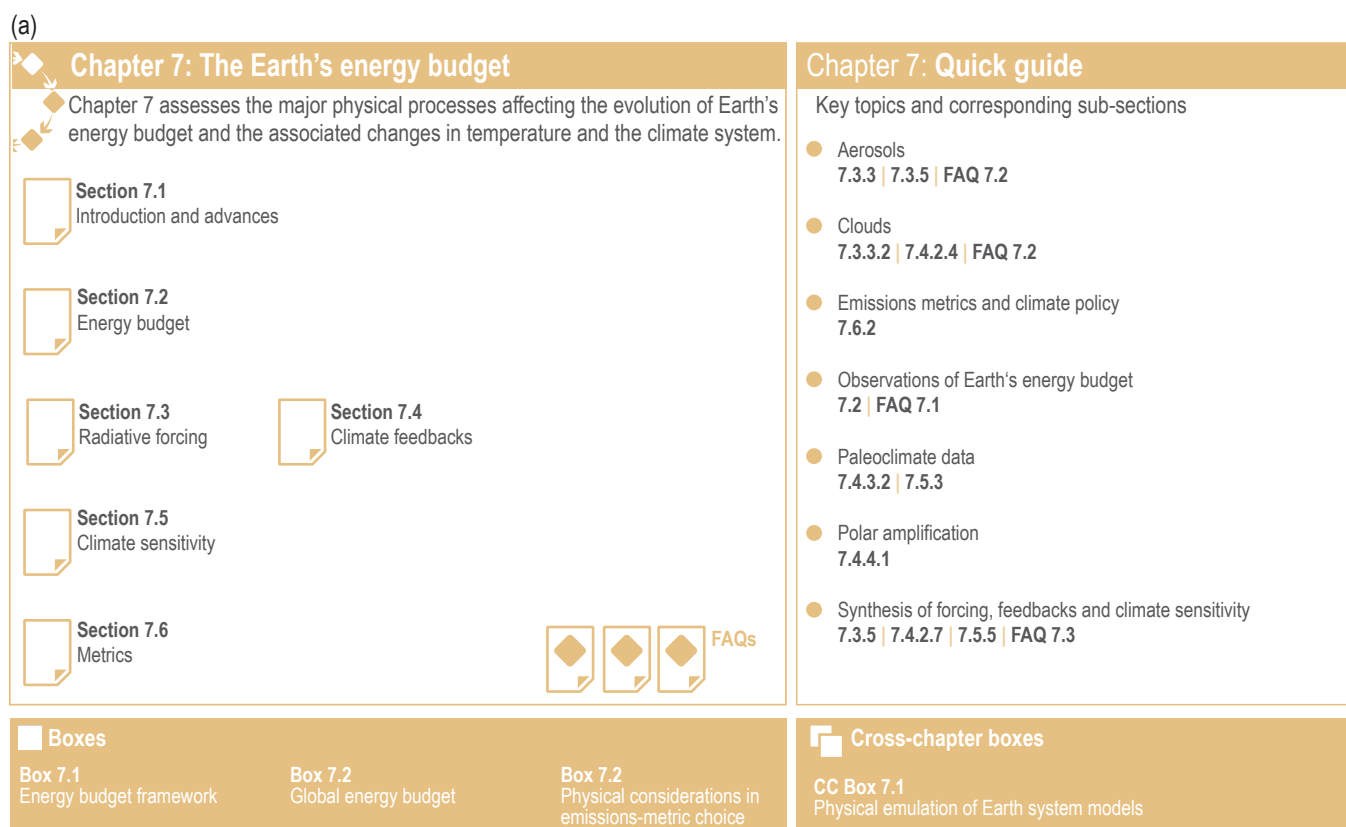 (a)
Chapter 7: The Earth's energy budget
Chapter 7 assesses the major physical processes affecting the evolution of Earth's
energy budget and the associated changes in temperature and the climate system.
Section 7.1
Introduction and advances
Section 7.2
Energy budget
Section 7.3
Radiative forcing
Section 7.4
Climate feedbacks
Section 7.5
Climate sensitivity
Section 7.6
Metrics
FAQs
Chapter 7: Quick guide
Key topics and corresponding sub-sections
Aerosols
7.3.3 | 7.3.5 | FAQ 7.2
Clouds
7.3.3.2 | 7.4.2.4 | FAQ 7.2
Emissions metrics and climate policy
7.6.2
Observations of Earth‘s energy budget
7.2 | FAQ 7.1
Paleoclimate data
7.4.3.2 | 7.5.3
Polar amplification
7.4.4.1
Synthesis of forcing, feedbacks and climate sensitivity
7.3.5 | 7.4.2.7 | 7.5.5 | FAQ 7.3
Boxes
Box 7.1
Energy budget framework
Box 7.2
Global energy budget
Box 7.2
Physical considerations in
emissions-metric choice
Cross-chapter boxes
CC Box 7.1
Physical emulation of Earth system models